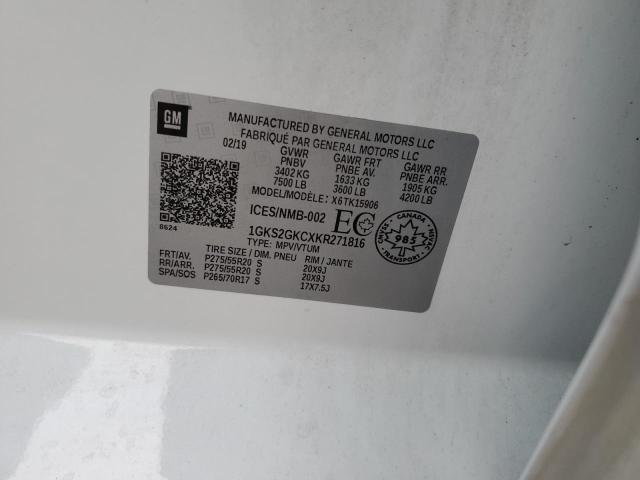 GM
MANUFACTURED BY GENERAL MOTORS LLC
FABRIQUÉ PAR GENERAL MOTORS LLC
02/19 GVWR GAWR FRT GAWR RR
PNBV PNBE AV. PNBE ARR.
3402 KG 1633 KG 1905 KG
7500 LB 3600 LB 4200 LB
MODEL/MODÈLE: X6TK15906
8624 ICES/NMB-002 EC
1GKS2GKCXKR271816
TYPE: MPV/VTUM
CANADA
985
TRANSPORT
TIRE SIZE / DIM. PNEU RIM / JANTE
FRT/AV. P275/55R20 S 20X9J
RR/ARR. P275/55R20 S 20X9J
SPA/SOS P265/70R17 S 17X7.5J